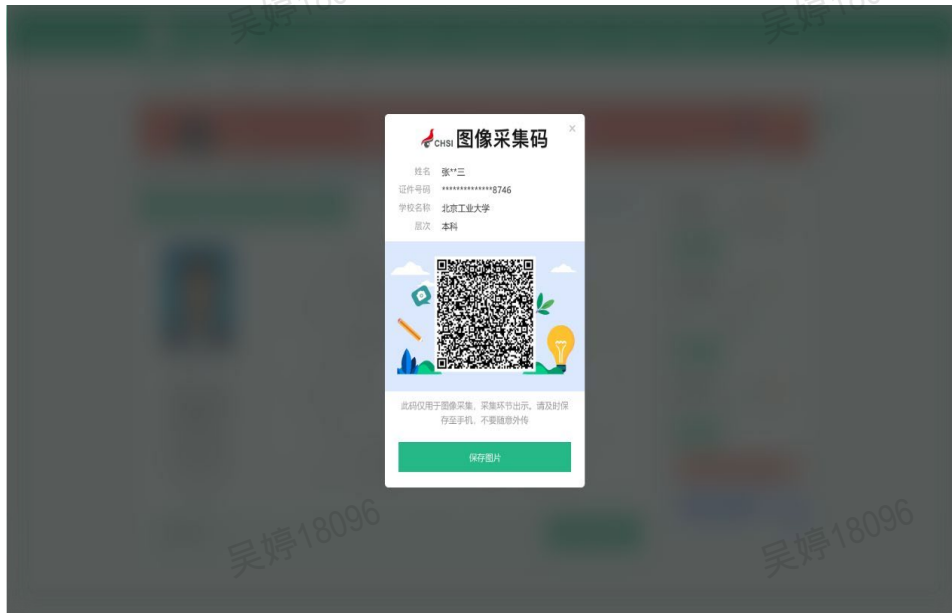 吴婷18096
吴婷18096
CHSI 图像采集码
×
姓名 张**三
证件号码 **************8746
学校名称 北京工业大学
层次 本科
此码仅用于图像采集、采集环节出示。请及时保
存至手机、不要随意外传
保存图片
吴婷18096
吴婷18096